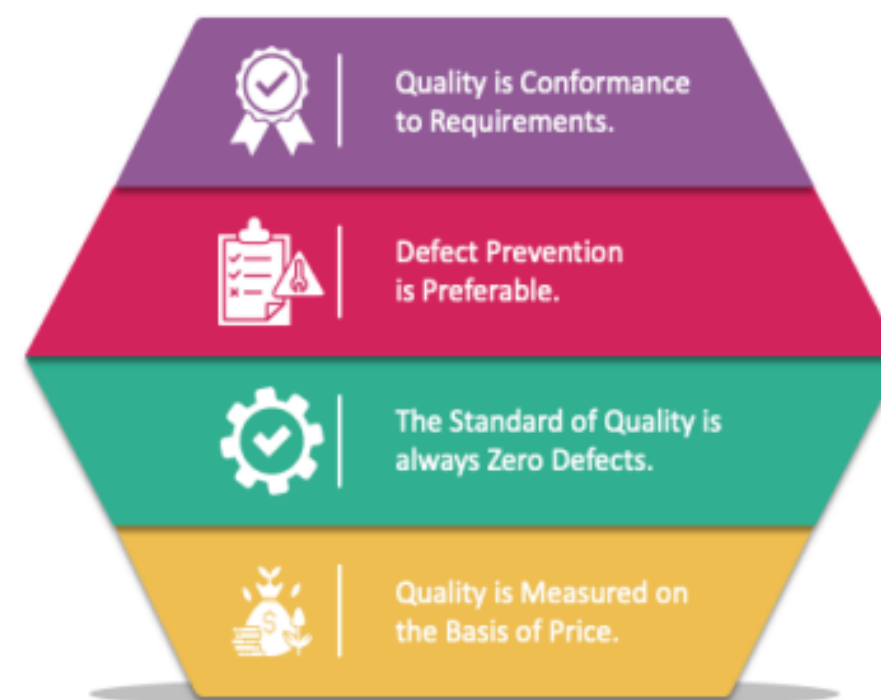 Quality is Conformance
to Requirements.
Defect Prevention
is Preferable.
The Standard of Quality is
always Zero Defects.
$
Quality is Measured on
the Basis of Price.